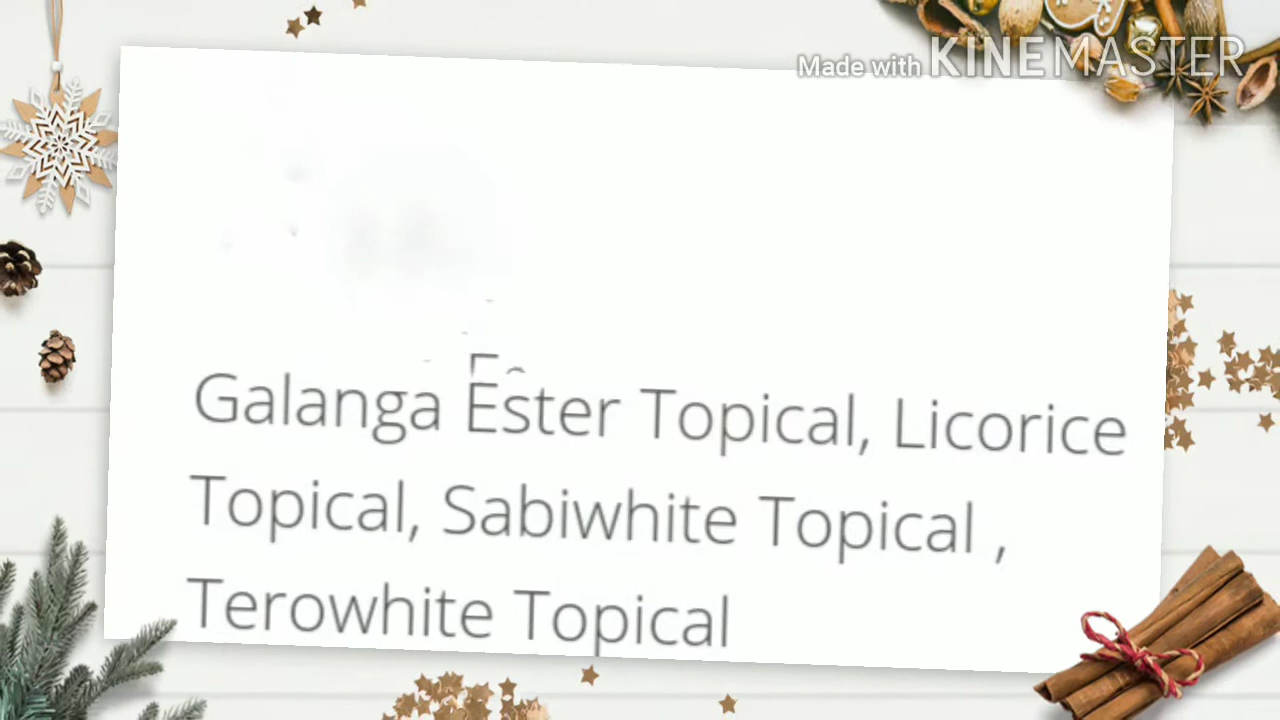 Made with KINEMASTER
Galanga Ester Topical, Licorice
Topical, Sabiwhite Topical ,
Terowhite Topical